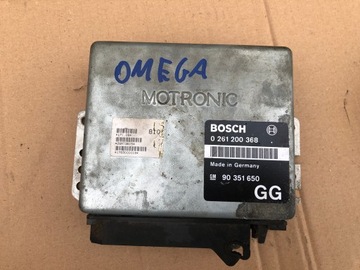 OMEGA
MOTRONIC
BOSCH
0 261 200 368
Made in Germany
GM 90 351 650
GG